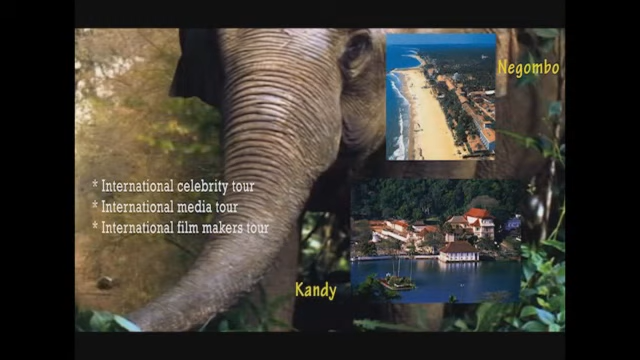 Negombo
* International celebrity tour
* International media tour
* International film makers tour
Kandy